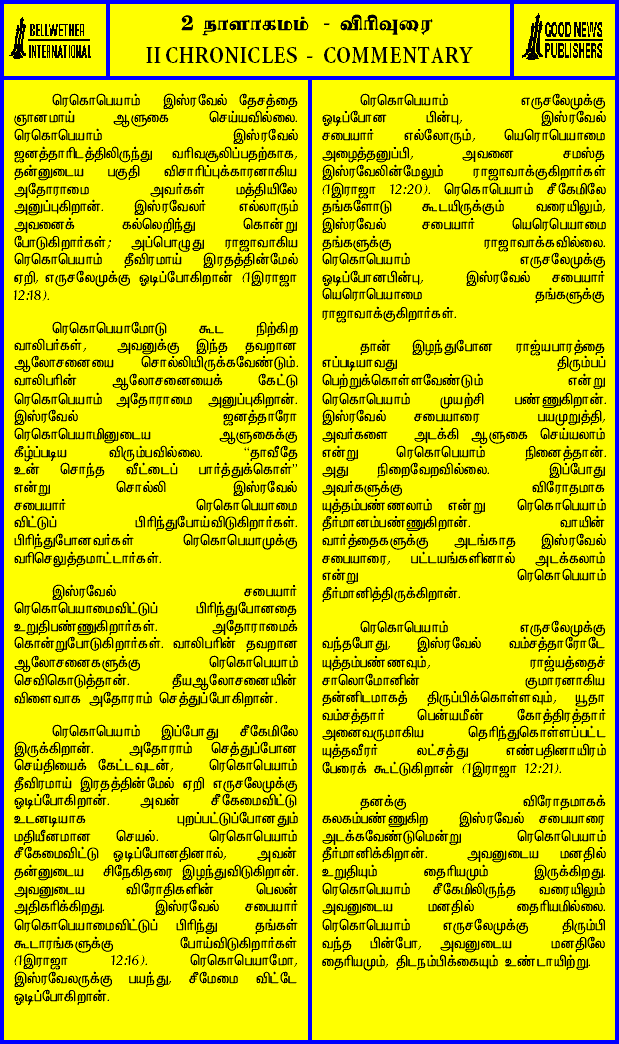 BELLWETHER
INTERNATIONAL
2 நாளாகமம் - விரிவுரை
II CHRONICLES - COMMENTARY
GOOD NEWS
PUBLISHERS
ரெகொபெயாம் இஸ்ரவேல் தேசத்தை
ஞானமாய் ஆளுகை செய்யவில்லை.
ரெகொபெயாம் இஸ்ரவேல்
ஜனத்தாரிடத்திலிருந்து வரிவசூலிப்பதற்காக,
தன்னுடைய பகுதி விசாரிப்புக்காரனாகிய
அதோராமை அவர்கள் மத்தியிலே
அனுப்புகிறான். இஸ்ரவேலர் எல்லாரும்
அவனைக் கல்லெறிந்து கொன்று
போடுகிறார்கள்; அப்பொழுது ராஜாவாகிய
ரெகொபெயாம் தீவிரமாய் இரதத்தின்மேல்
ஏறி, எருசலேமுக்கு ஓடிப்போகிறான் (1இராஜா
12:18).
ரெகொபெயாமோடு கூட நிற்கிற
வாலிபர்கள், அவனுக்கு இந்த தவறான
ஆலோசனையை சொல்லியிருக்கவேண்டும்.
வாலிபரின் ஆலோசனையைக் கேட்டு
ரெகொபெயாம் அதோராமை அனுப்புகிறான்.
இஸ்ரவேல் ஜனத்தாரோ
ரெகொபெயாமினுடைய ஆளுகைக்கு
கீழ்ப்படிய விரும்பவில்லை. “தாவீதே
உன் சொந்த வீட்டைப் பார்த்துக்கொள்”
என்று சொல்லி இஸ்ரவேல்
சபையார் ரெகொபெயாமை
விட்டுப் பிரிந்துபோய்விடுகிறார்கள்.
பிரிந்துபோனவர்கள் ரெகொபெயாமுக்கு
வரிசெலுத்தமாட்டார்கள்.
இஸ்ரவேல் சபையார்
ரெகொபெயாமைவிட்டுப் பிரிந்துபோனதை
உறுதிபண்ணுகிறார்கள். அதோராமைக்
கொன்றுபோடுகிறார்கள். வாலிபரின் தவறான
ஆலோசனைகளுக்கு ரெகொபெயாம்
செவிகொடுத்தான். தீயஆலோசனையின்
விளைவாக அதோராம் செத்துப்போகிறான்.
ரெகொபெயாம் இப்போது சீகேமிலே
இருக்கிறான். அதோராம் செத்துப்போன
செய்தியைக் கேட்டவுடன், ரெகொபெயாம்
தீவிரமாய் இரதத்தின்மேல் ஏறி எருசலேமுக்கு
ஓடிப்போகிறான். அவன் சீகேமைவிட்டு
உடனடியாக புறப்பட்டுப்போனதும்
மதியீனமான செயல். ரெகொபெயாம்
சீகேமைவிட்டு ஓடிப்போனதினால், அவன்
தன்னுடைய சிநேகிதரை இழந்துவிடுகிறான்.
அவனுடைய விரோதிகளின் பெலன்
அதிகரிக்கிறது. இஸ்ரவேல் சபையார்
ரெகொபெயாமைவிட்டுப் பிரிந்து தங்கள்
கூடாரங்களுக்கு போய்விடுகிறார்கள்
(1இராஜா 12:16). ரெகொபெயாமோ,
இஸ்ரவேலருக்கு பயந்து, சீமேமை விட்டே
ஓடிப்போகிறான்.
ரெகொபெயாம் எருசலேமுக்கு
ஓடிப்போன பின்பு, இஸ்ரவேல்
சபையார் எல்லோரும், யெரொபெயாமை
அழைத்தனுப்பி, அவனை சமஸ்த
இஸ்ரவேலின்மேலும் ராஜாவாக்குகிறார்கள்
(1இராஜா 12:20). ரெகொபெயாம் சீகேமிலே
தங்களோடு கூடயிருக்கும் வரையிலும்,
இஸ்ரவேல் சபையார் யெரெபெயாமை
தங்களுக்கு ராஜாவாக்கவில்லை.
ரெகொபெயாம் எருசலேமுக்கு
ஓடிப்போனபின்பு, இஸ்ரவேல் சபையார்
யெரொபெயாமை தங்களுக்கு
ராஜாவாக்குகிறார்கள்.
தான் இழந்துபோன ராஜ்யபாரத்தை
எப்படியாவது திரும்பப்
பெற்றுக்கொள்ளவேண்டும் என்று
ரெகொபெயாம் முயற்சி பண்ணுகிறான்.
இஸ்ரவேல் சபையாரை பயமுறுத்தி,
அவர்களை அடக்கி ஆளுகை செய்யலாம்
என்று ரெகொபெயாம் நினைத்தான்.
அது நிறைவேறவில்லை. இப்போது
அவர்களுக்கு விரோதமாக
யுத்தம்பண்ணலாம் என்று ரெகொபெயாம்
தீர்மானம்பண்ணுகிறான். வாயின்
வார்த்தைகளுக்கு அடங்காத இஸ்ரவேல்
சபையாரை, பட்டயங்களினால் அடக்கலாம்
என்று ரெகொபெயாம்
தீர்மானித்திருக்கிறான்.
ரெகொபெயாம் எருசலேமுக்கு
வந்தபோது, இஸ்ரவேல் வம்சத்தாரோடே
யுத்தம்பண்ணவும், ராஜ்யத்தைச்
சாலொமோனின் குமாரனாகிய
தன்னிடமாகத் திருப்பிக்கொள்ளவும், யூதா
வம்சத்தார் பென்யமீன் கோத்திரத்தார்
அனைவருமாகிய தெரிந்துகொள்ளப்பட்ட
யுத்தவீரர் லட்சத்து எண்பதினாயிரம்
பேரைக் கூட்டுகிறான் (1இராஜா 12:21).
தனக்கு விரோதமாகக்
கலகம்பண்ணுகிற இஸ்ரவேல் சபையாரை
அடக்கவேண்டுமென்று ரெகொபெயாம்
தீர்மானிக்கிறான். அவனுடைய மனதில்
உறுதியும் தைரியமும் இருக்கிறது.
ரெகொபெயாம் சீகேமிலிருந்த வரையிலும்
அவனுடைய மனதில் தைரியமில்லை.
ரெகொபெயாம் எருசலேமுக்கு திரும்பி
வந்த பின்போ, அவனுடைய மனதிலே
தைரியமும், திடநம்பிக்கையும் உண்டாயிற்று.